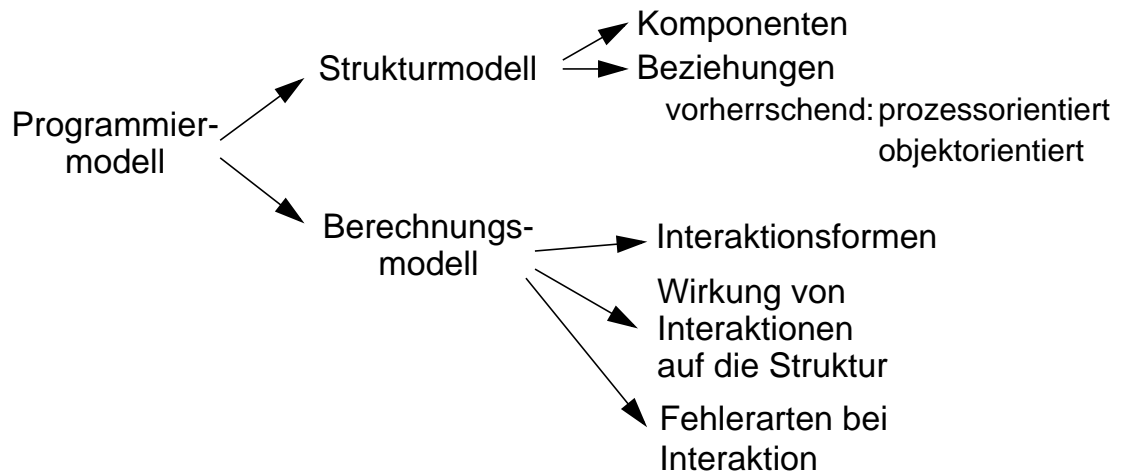 Komponenten
Strukturmodell
Beziehungen
vorherrschend: prozessorientiert
objektorientiert
Programmier-
modell
Berechnungs-
modell
Interaktionsformen
Wirkung von
Interaktionen
auf die Struktur
Fehlerarten bei
Interaktion